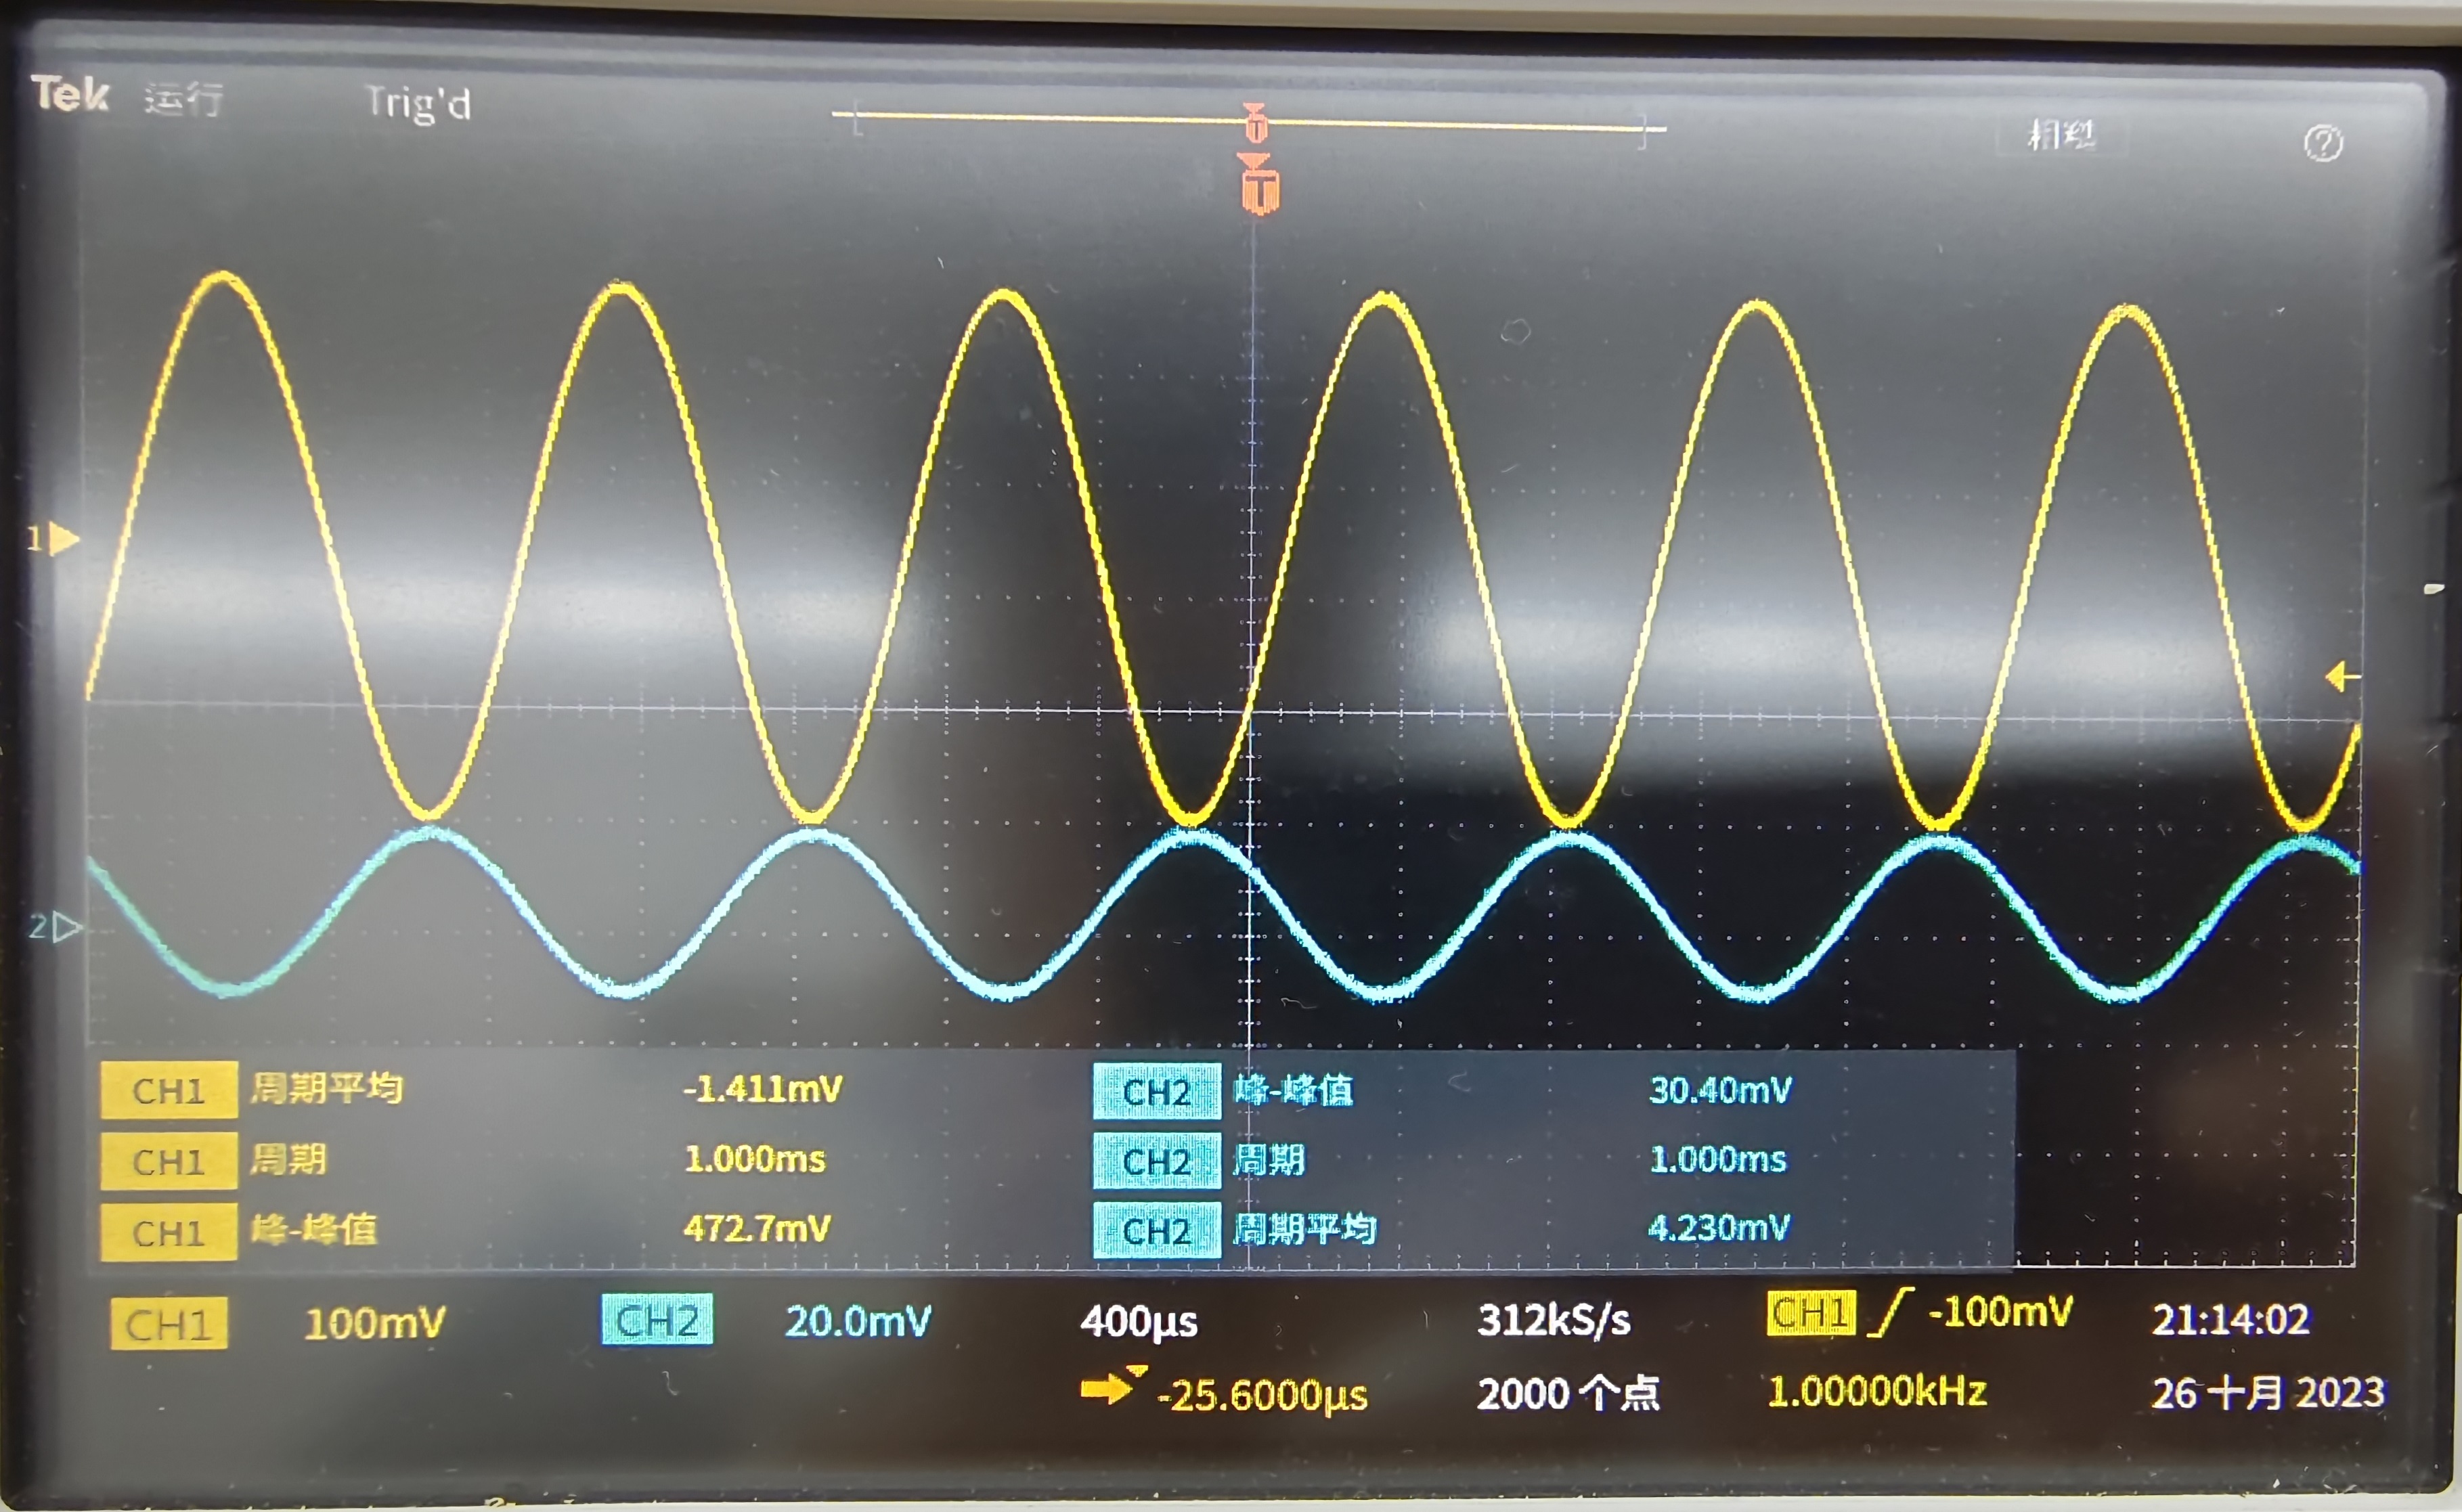 Tek 运行 Trig'd
T
T
1
2
CH1 周期平均 -1.411mV CH2 峰-峰值 30.40mV
CH1 周期 1.000ms CH2 周期 1.000ms
CH1 峰-峰值 472.7mV CH2 周期平均 4.230mV
CH1 100mV CH2 20.0mV 400µs 312kS/s CH1 -100mV 21:14:02
-25.6000µs 2000 个点 1.00000kHz 26 十月 2023